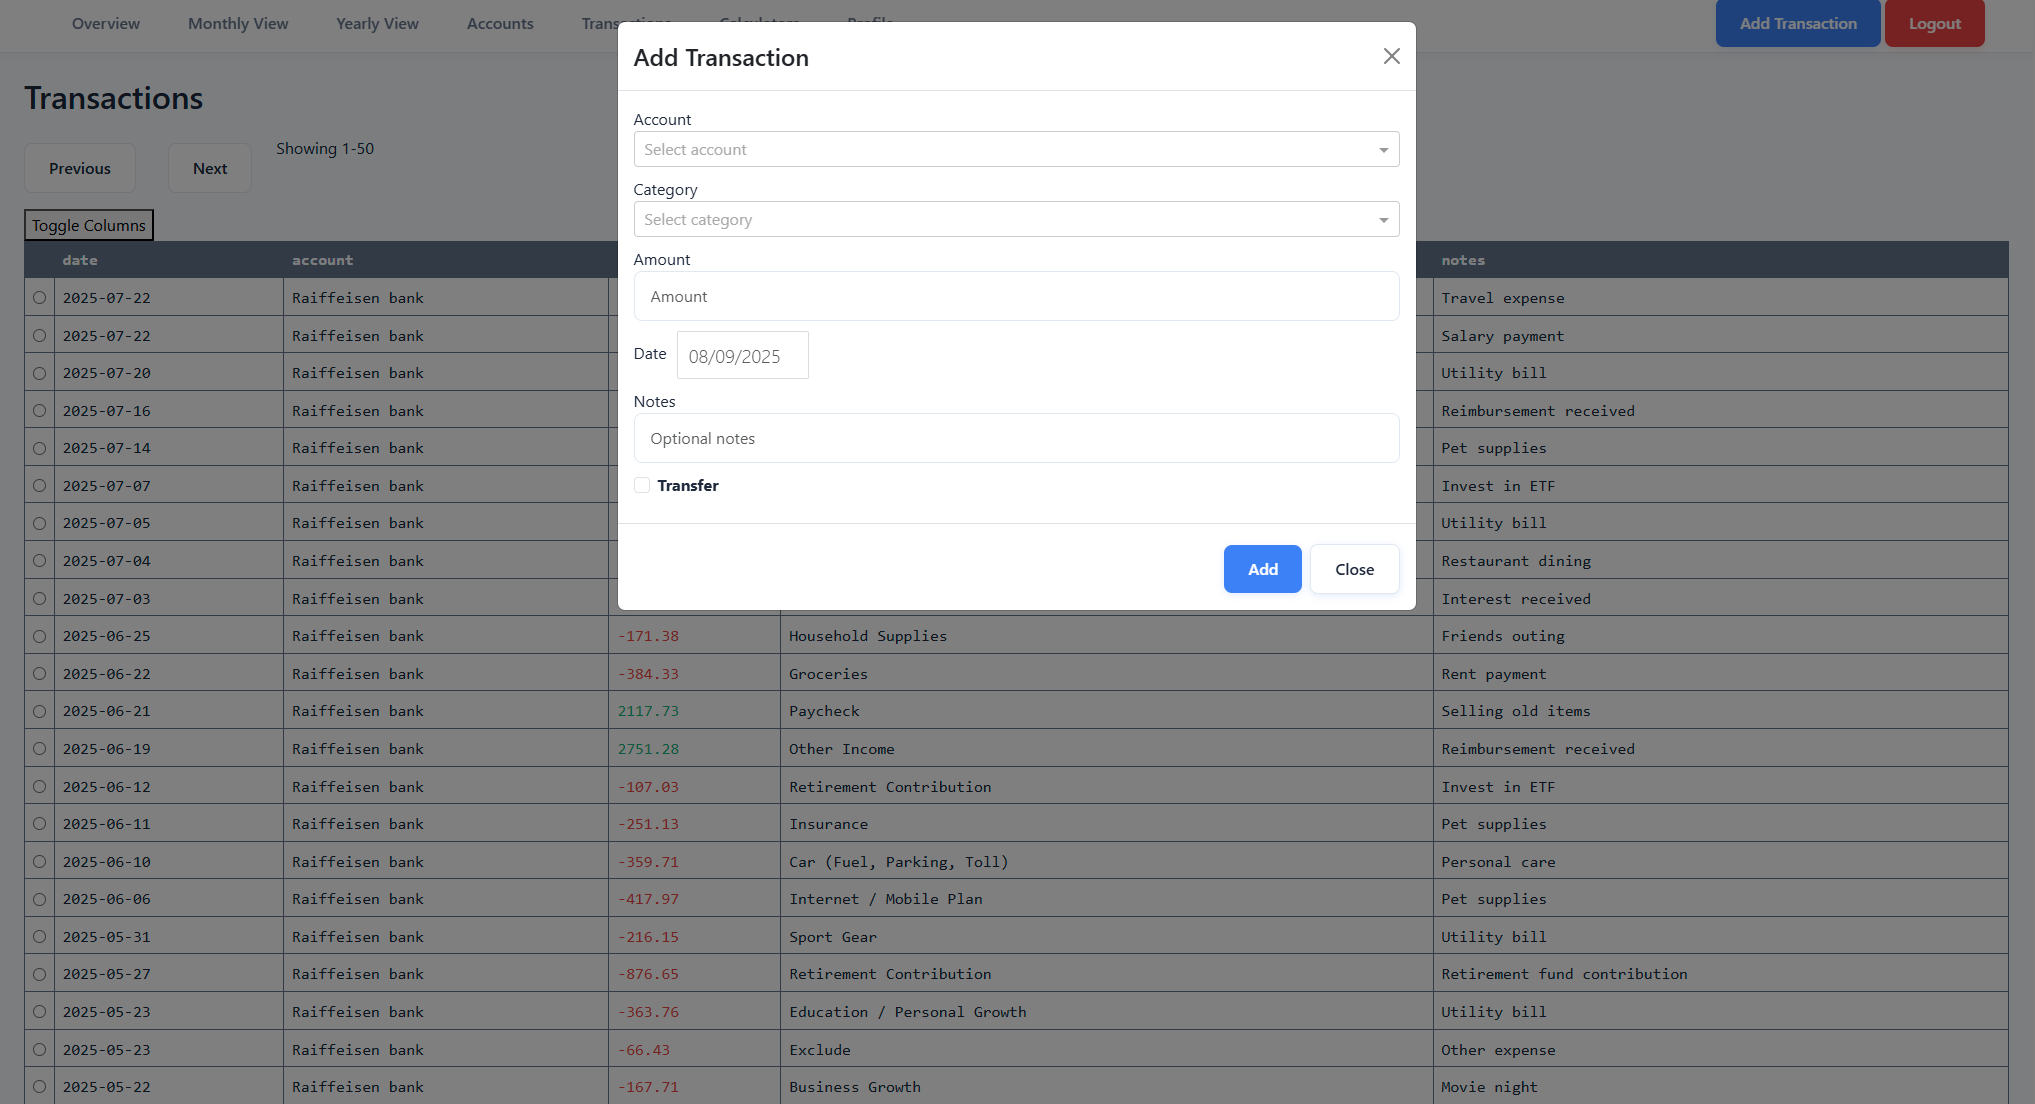 Overview Monthly View Yearly View Accounts Transactions Calculators Profile Add Transaction Logout
Transactions
Previous Next Showing 1-50
Toggle Columns
date account notes
2025-07-22 Raiffeisen bank Travel expense
2025-07-22 Raiffeisen bank Salary payment
2025-07-20 Raiffeisen bank Utility bill
2025-07-16 Raiffeisen bank Reimbursement received
2025-07-14 Raiffeisen bank Pet supplies
2025-07-07 Raiffeisen bank Invest in ETF
2025-07-05 Raiffeisen bank Utility bill
2025-07-04 Raiffeisen bank Restaurant dining
2025-07-03 Raiffeisen bank Interest received
2025-06-25 Raiffeisen bank -171.38 Household Supplies Friends outing
2025-06-22 Raiffeisen bank -384.33 Groceries Rent payment
2025-06-21 Raiffeisen bank 2117.73 Paycheck Selling old items
2025-06-19 Raiffeisen bank 2751.28 Other Income Reimbursement received
2025-06-12 Raiffeisen bank -107.03 Retirement Contribution Invest in ETF
2025-06-11 Raiffeisen bank -251.13 Insurance Pet supplies
2025-06-10 Raiffeisen bank -359.71 Car (Fuel, Parking, Toll) Personal care
2025-06-06 Raiffeisen bank -417.97 Internet / Mobile Plan Pet supplies
2025-05-31 Raiffeisen bank -216.15 Sport Gear Utility bill
2025-05-27 Raiffeisen bank -876.65 Retirement Contribution Retirement fund contribution
2025-05-23 Raiffeisen bank -363.76 Education / Personal Growth Utility bill
2025-05-23 Raiffeisen bank -66.43 Exclude Other expense
2025-05-22 Raiffeisen bank -167.71 Business Growth Movie night
Add Transaction
Account
Select account
Category
Select category
Amount
Amount
Date 08/09/2025
Notes
Optional notes
Transfer
Add Close